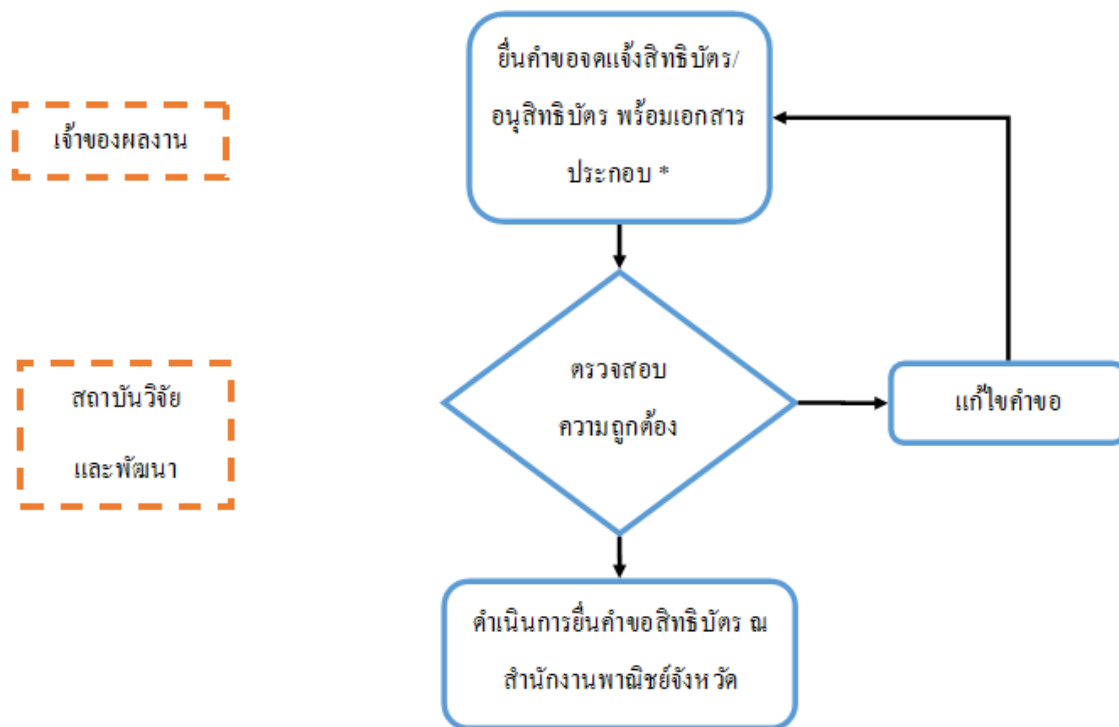 ยื่นคำขอจดแจ้งสิทธิบัตร/
อนุสิทธิบัตร พร้อมเอกสาร
ประกอบ *
เจ้าของผลงาน
ตรวจสอบ
ความถูกต้อง
แก้ไขคำขอ
สถาบันวิจัย
และพัฒนา
ดำเนินการยื่นคำขอสิทธิบัตร ณ
สำนักงานพาณิชย์จังหวัด